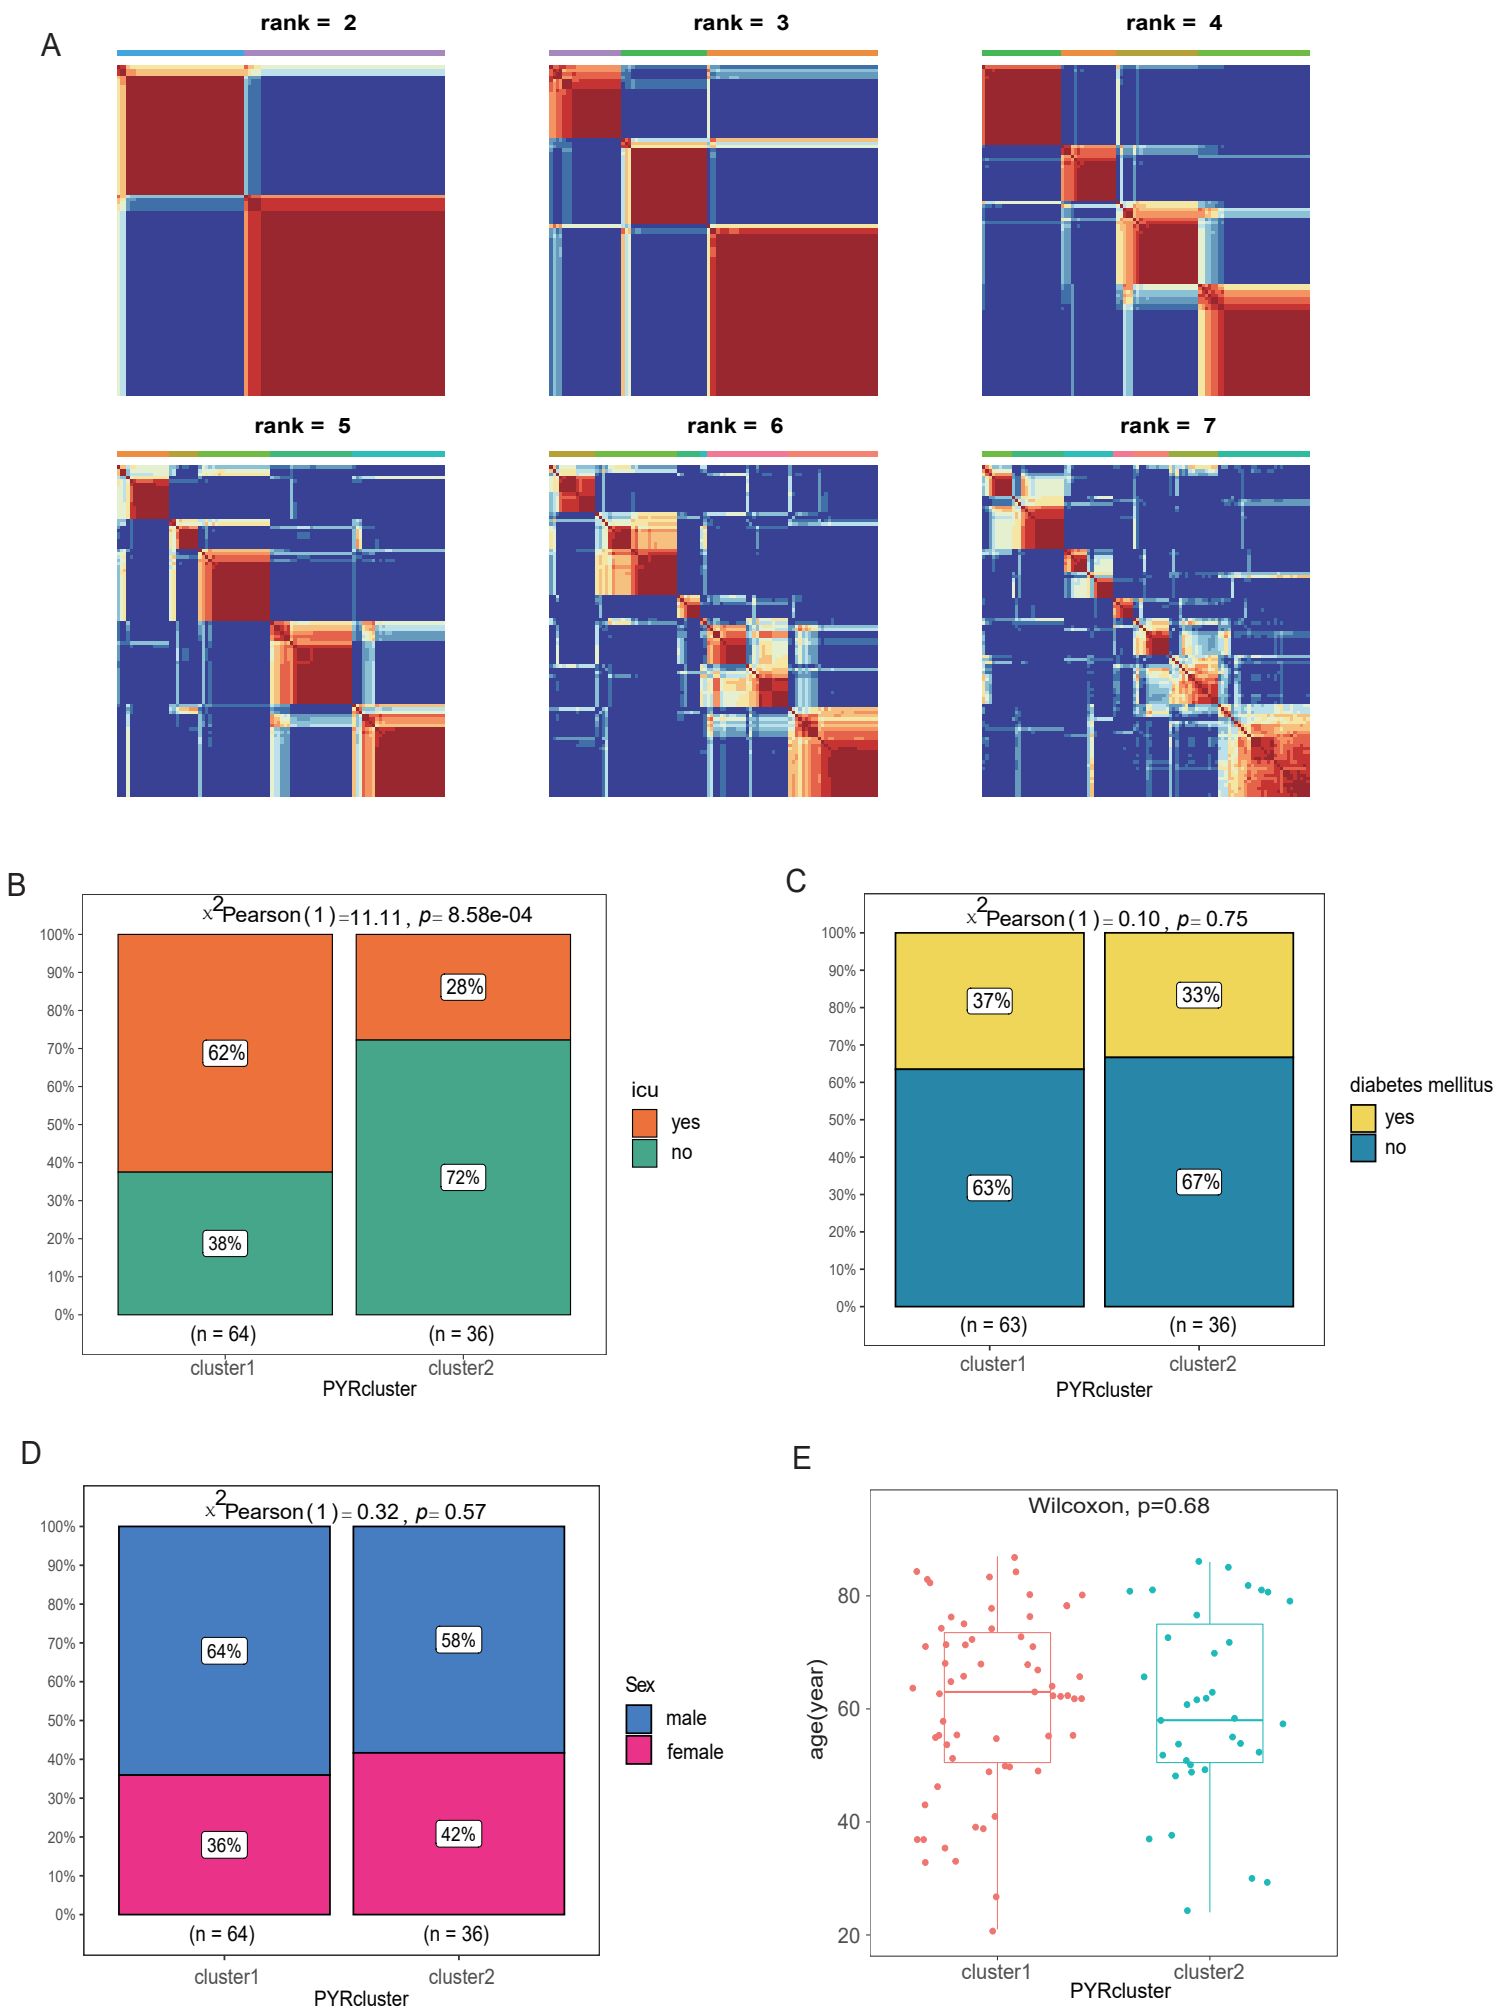 A
rank = 2
rank = 3
rank = 4
rank = 5
rank = 6
rank = 7
B
x2Pearson(1)=11.11, p= 8.58e-04
100%
90%
80%
70%
60%
50%
40%
30%
20%
10%
0%
62%
38%
28%
72%
(n = 64)
(n = 36)
cluster1
cluster2
PYRcluster
icu
yes
no
C
x2Pearson(1)= 0.10, p= 0.75
100%
90%
80%
70%
60%
50%
40%
30%
20%
10%
0%
37%
63%
33%
67%
(n = 63)
(n = 36)
cluster1
cluster2
PYRcluster
diabetes mellitus
yes
no
D
x2Pearson(1)= 0.32, p= 0.57
100%
90%
80%
70%
60%
50%
40%
30%
20%
10%
0%
64%
36%
58%
42%
(n = 64)
(n = 36)
cluster1
cluster2
PYRcluster
Sex
male
female
E
Wilcoxon, p=0.68
age(year)
80
60
40
20
cluster1
cluster2
PYRcluster